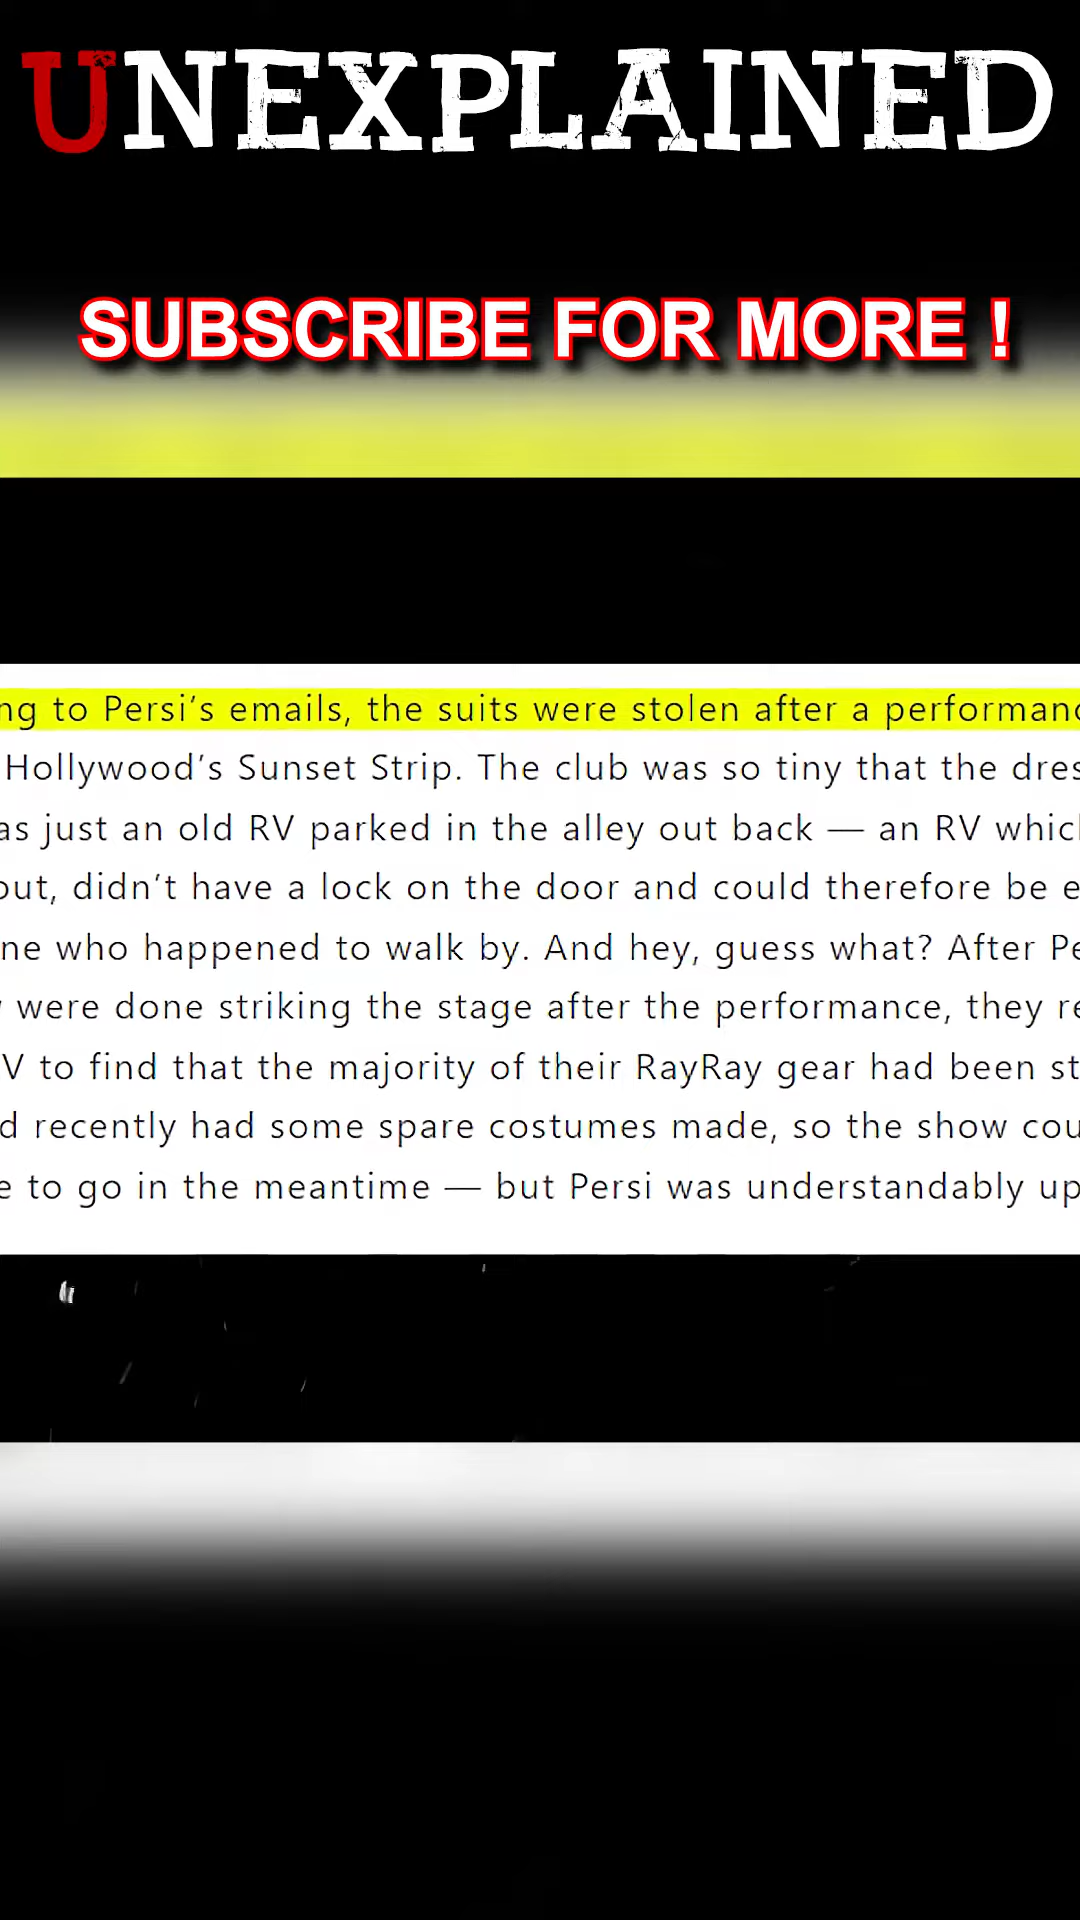 UNEXPLAINED
SUBSCRIBE FOR MORE !
ng to Persi's emails, the suits were stolen after a performanc
Hollywood's Sunset Strip. The club was so tiny that the dres
as just an old RV parked in the alley out back — an RV whic
out, didn't have a lock on the door and could therefore be e
ne who happened to walk by. And hey, guess what? After Pe
were done striking the stage after the performance, they re
V to find that the majority of their RayRay gear had been st
d recently had some spare costumes made, so the show cou
e to go in the meantime — but Persi was understandably up